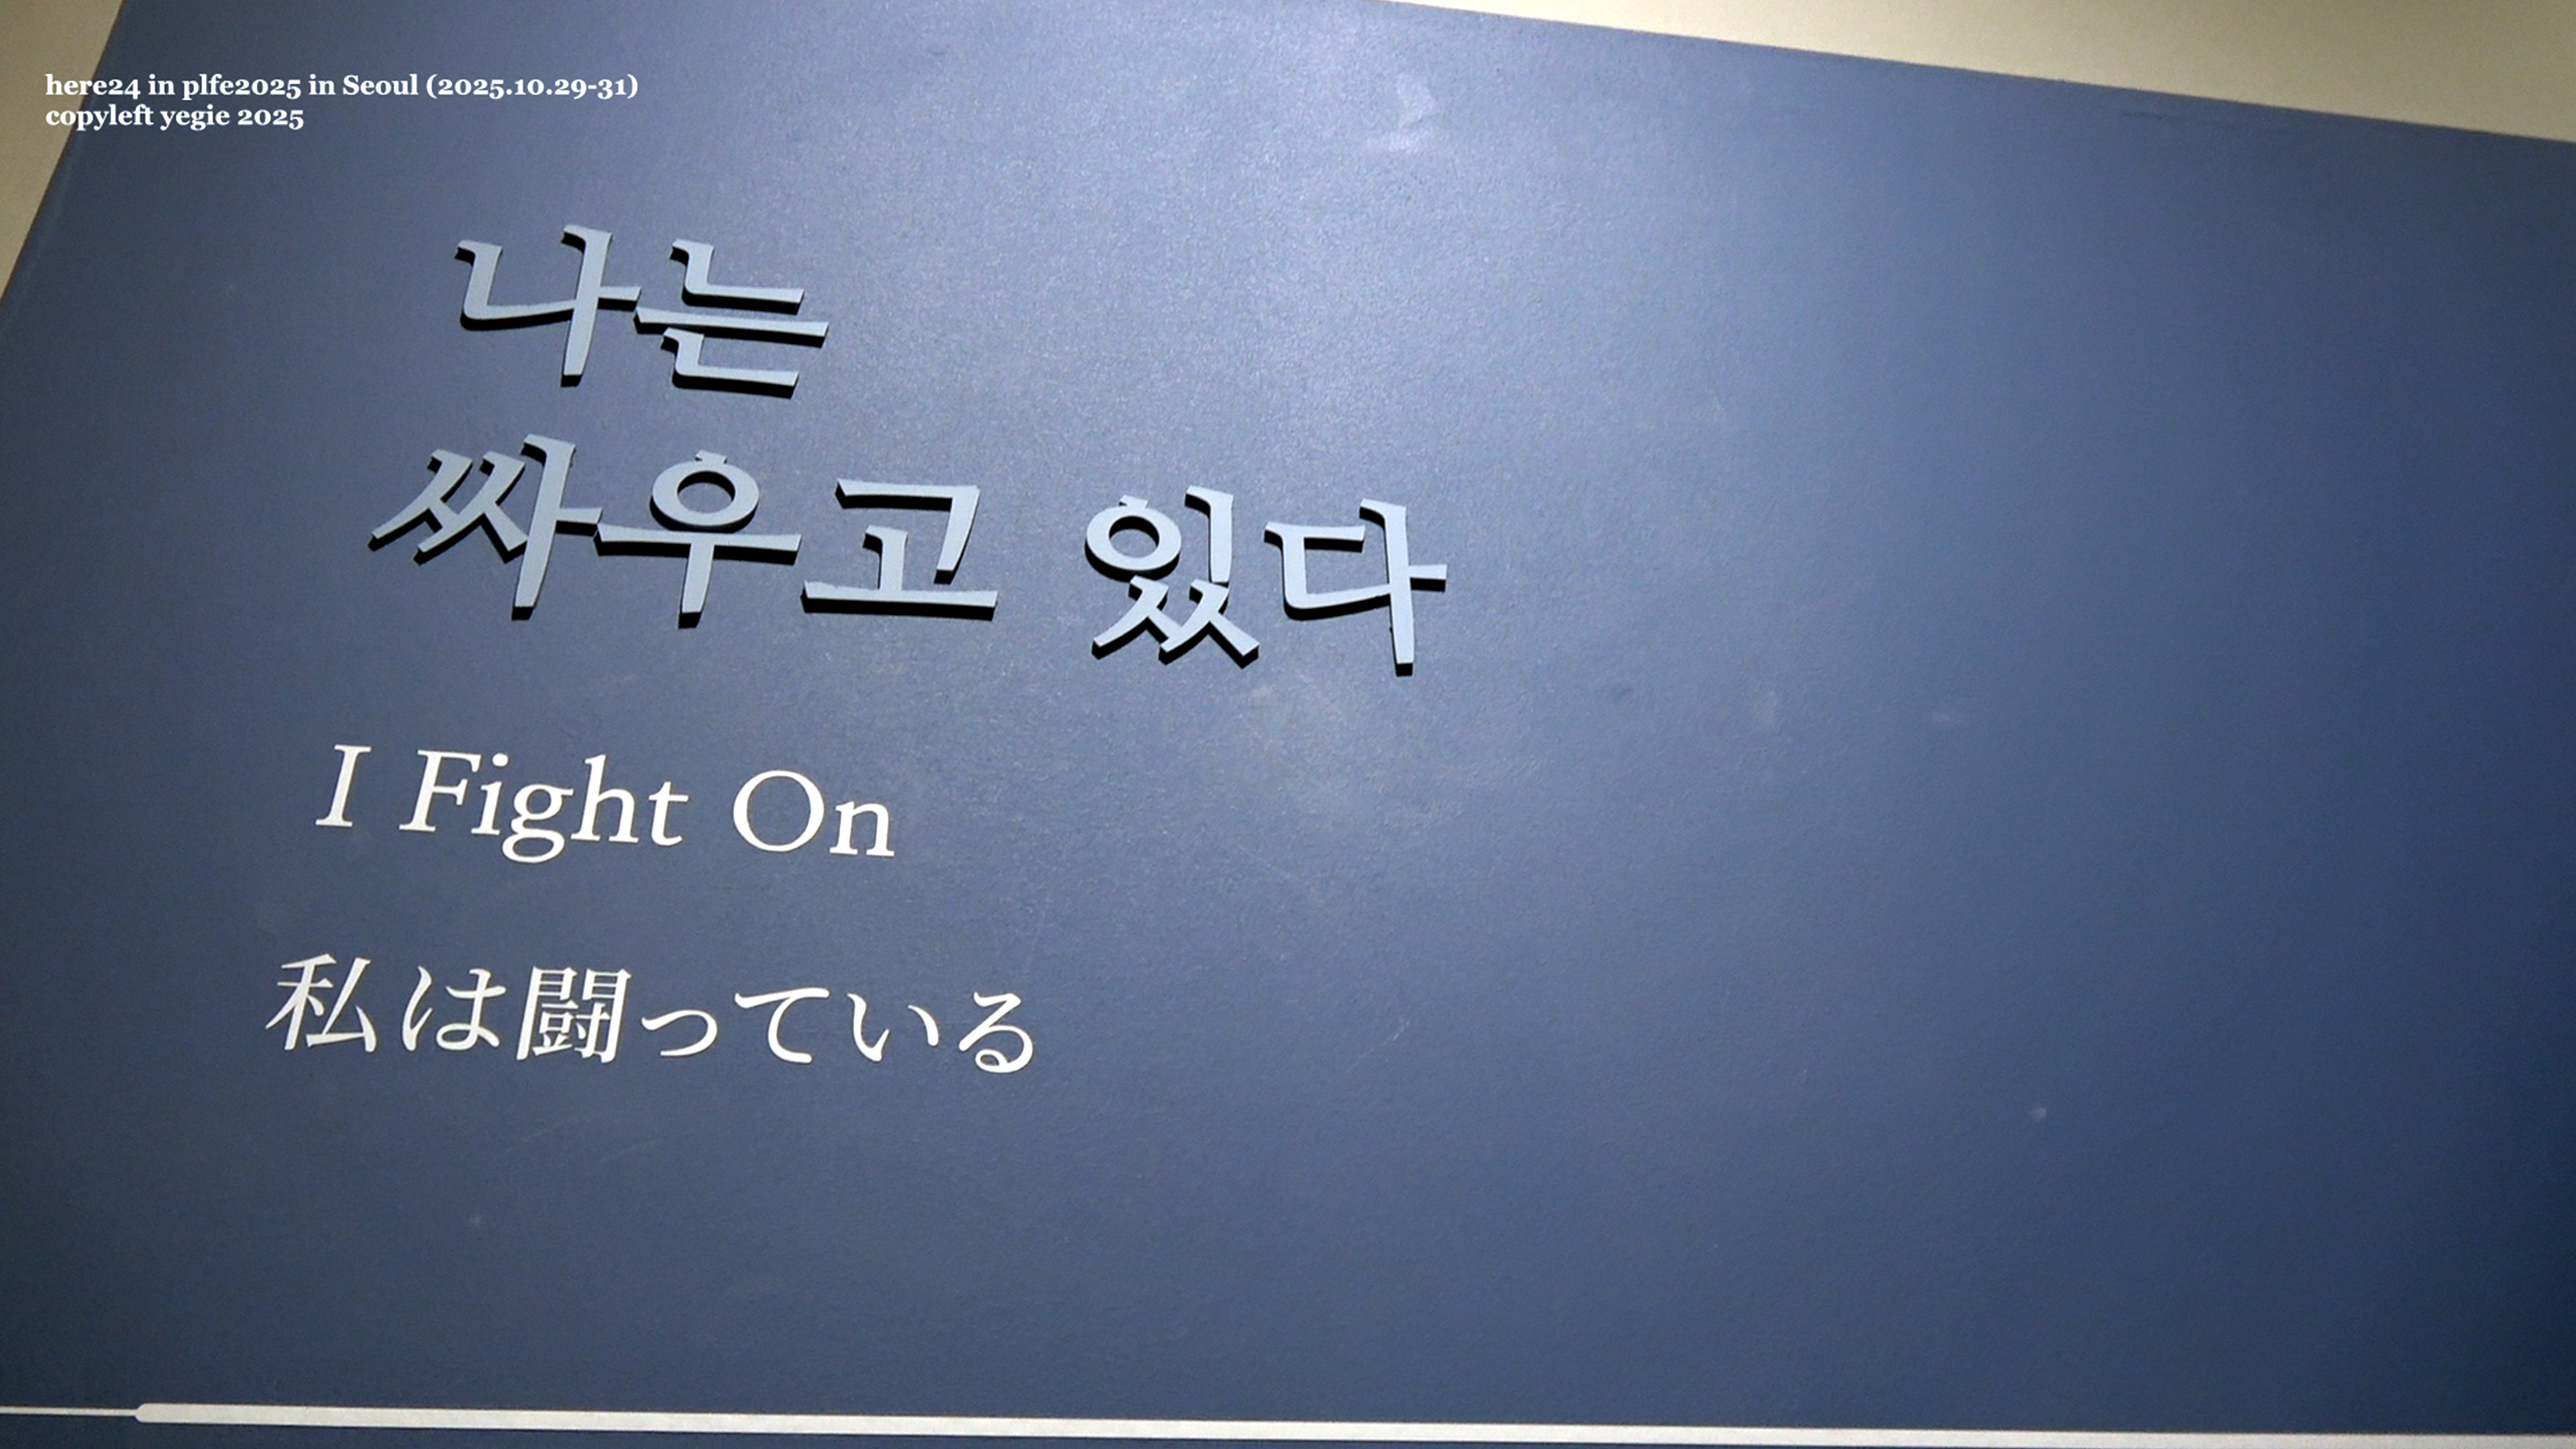 here24 in plfe2025 in Seoul (2025.10.29-31)
copyleft yegie 2025
나는
싸우고 있다
I Fight On
私は闘っている